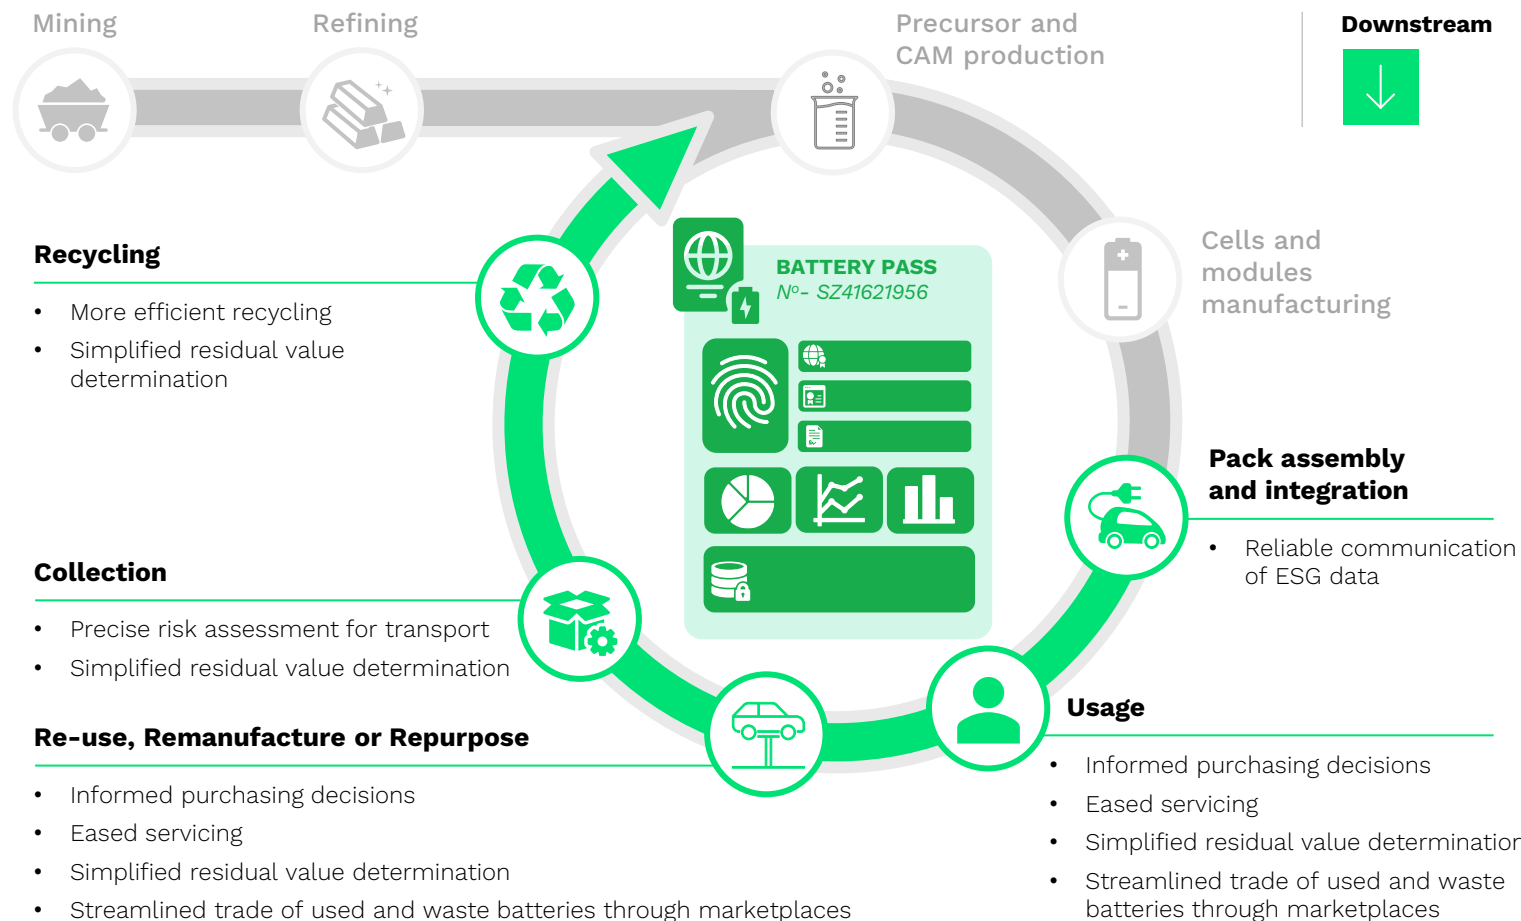 Mining
Refining
Precursor and
CAM production
Downstream
Cells and
modules
manufacturing
Recycling
• More efficient recycling
• Simplified residual value
determination
BATTERY PASS
Nº- SZ41621956
Pack assembly
and integration
• Reliable communication
of ESG data
Collection
• Precise risk assessment for transport
• Simplified residual value determination
Usage
• Informed purchasing decisions
• Eased servicing
• Simplified residual value determination
• Streamlined trade of used and waste
batteries through marketplaces
Re-use, Remanufacture or Repurpose
• Informed purchasing decisions
• Eased servicing
• Simplified residual value determination
• Streamlined trade of used and waste batteries through marketplaces